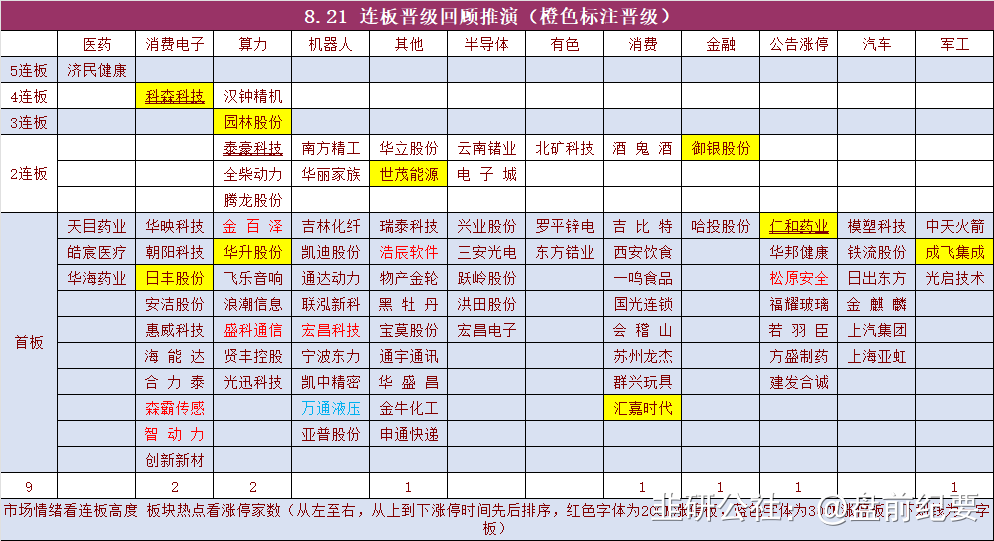 8.21 连板晋级回顾推演（橙色标注晋级）
医药 消费电子 算力 机器人 其他 半导体 有色 消费 金融 公告涨停 汽车 军工
5连板 济民健康
4连板 科森科技 汉钟精机
3连板 园林股份
泰豪科技 南方精工 华立股份 云南锗业 北矿科技 酒鬼酒 御银股份
2连板 全柴动力 华丽家族 世茂能源 电子城
腾龙股份
天目药业 华映科技 金百泽 吉林化纤 瑞泰科技 兴业股份 罗平锌电 吉比特 哈投股份 仁和药业 模塑科技 中天火箭
皓宸医疗 朝阳科技 华升股份 凯迪股份 浩辰软件 三安光电 东方锆业 西安饮食 华邦健康 铁流股份 成飞集成
华海药业 日丰股份 飞乐音响 通达动力 物产金轮 跃岭股份 一鸣食品 松原安全 日出东方 光启技术
安洁股份 浪潮信息 联泓新科 黑牡丹 洪田股份 国光连锁 福耀玻璃 金麒麟
惠威科技 盛科通信 宏昌科技 宝莫股份 宏昌电子 会稽山 若羽臣 上汽集团
首板 海能达 贤丰控股 宁波东力 通宇通讯 苏州龙杰 方盛制药 上海亚虹
合力泰 光迅科技 凯中精密 华盛昌 群兴玩具 建发合诚
森霸传感 万通液压 金牛化工 汇嘉时代
智动力 亚普股份 申通快递
创新新材
9 2 2 1 1 1 1 1
市场情绪看连板高度 板块热点看涨停家数（从左至右，从上到下涨停时间先后排序，红色字体为20%涨停板，蓝色字体为30%涨停板，下划线为一字板）
韭研公社：@盘前纪要